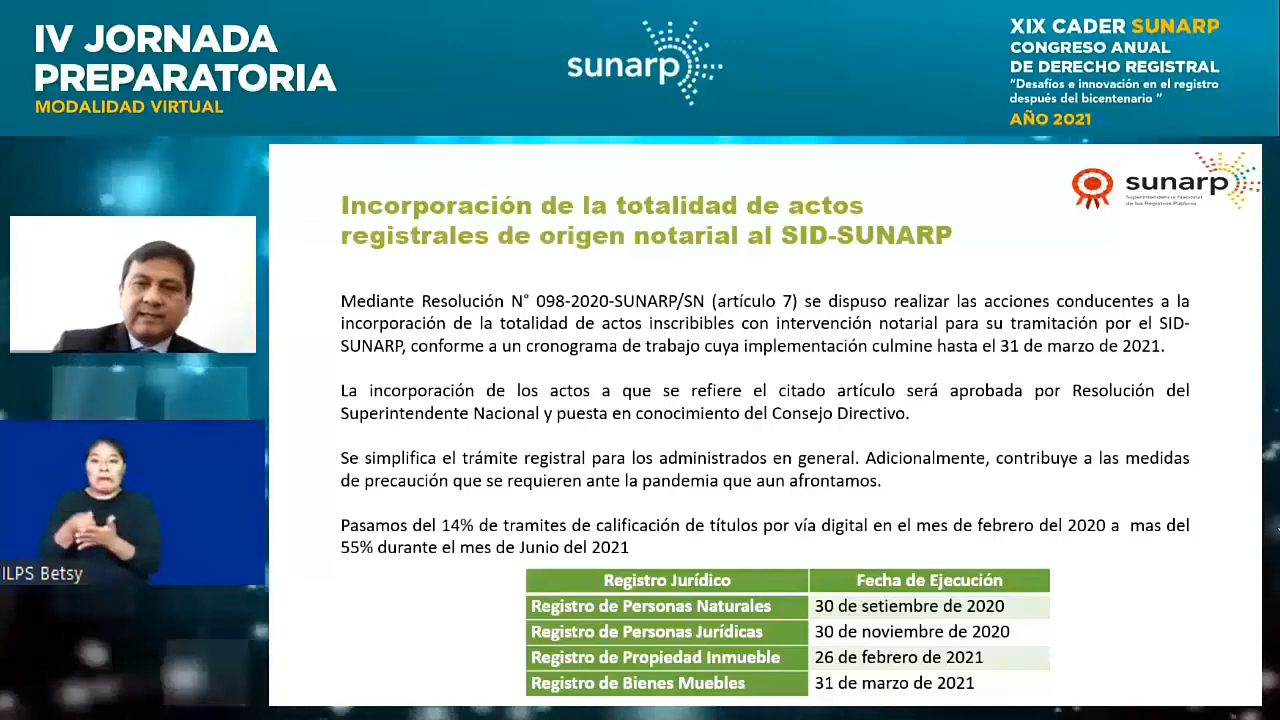 IV JORNADA
PREPARATORIA
MODALIDAD VIRTUAL
sunarp
XIX CADER SUNARP
CONGRESO ANUAL
DE DERECHO REGISTRAL
“Desafíos e innovación en el registro
después del bicentenario ”
AÑO 2021
sunarp
Superintendencia Nacional
de los Registros Públicos
Incorporación de la totalidad de actos
registrales de origen notarial al SID-SUNARP
Mediante Resolución N° 098-2020-SUNARP/SN (artículo 7) se dispuso realizar las acciones conducentes a la
incorporación de la totalidad de actos inscribibles con intervención notarial para su tramitación por el SID-
SUNARP, conforme a un cronograma de trabajo cuya implementación culmine hasta el 31 de marzo de 2021.
La incorporación de los actos a que se refiere el citado artículo será aprobada por Resolución del
Superintendente Nacional y puesta en conocimiento del Consejo Directivo.
Se simplifica el trámite registral para los administrados en general. Adicionalmente, contribuye a las medidas
de precaución que se requieren ante la pandemia que aun afrontamos.
Pasamos del 14% de tramites de calificación de títulos por vía digital en el mes de febrero del 2020 a mas del
55% durante el mes de Junio del 2021
Registro Jurídico Fecha de Ejecución
Registro de Personas Naturales 30 de setiembre de 2020
Registro de Personas Jurídicas 30 de noviembre de 2020
Registro de Propiedad Inmueble 26 de febrero de 2021
Registro de Bienes Muebles 31 de marzo de 2021
ILPS Betsy